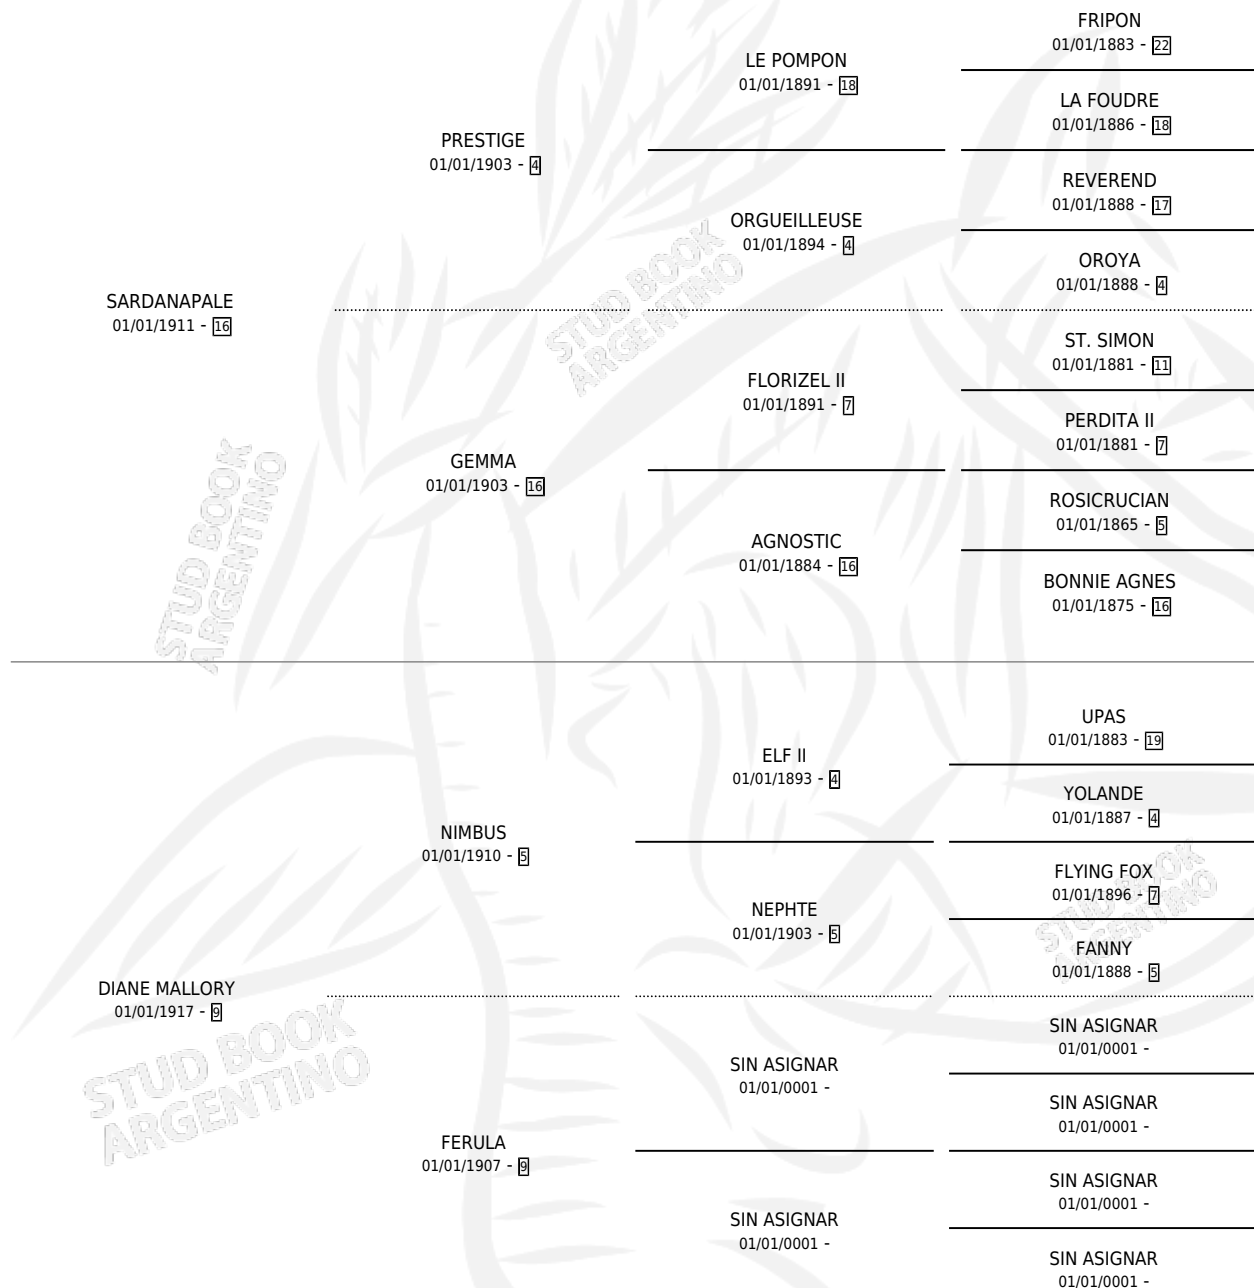 FRIPON
01/01/1883 - 22
LE POMPON
01/01/1891 - 18
LA FOUDRE
01/01/1886 - 18
PRESTIGE
01/01/1903 - 4
REVEREND
01/01/1888 - 17
ORGUEILLEUSE
01/01/1894 - 4
OROYA
01/01/1888 - 4
SARDANAPALE
01/01/1911 - 16
ST. SIMON
01/01/1881 - 11
FLORIZEL II
01/01/1891 - 7
PERDITA II
01/01/1881 - 7
GEMMA
01/01/1903 - 16
ROSICRUCIAN
01/01/1865 - 5
AGNOSTIC
01/01/1884 - 16
BONNIE AGNES
01/01/1875 - 16
UPAS
01/01/1883 - 19
ELF II
01/01/1893 - 4
YOLANDE
01/01/1887 - 4
NIMBUS
01/01/1910 - 5
FLYING FOX
01/01/1896 - 7
NEPHTE
01/01/1903 - 5
FANNY
01/01/1888 - 5
DIANE MALLORY
01/01/1917 - 9
SIN ASIGNAR
01/01/0001 -
SIN ASIGNAR
01/01/0001 -
SIN ASIGNAR
01/01/0001 -
FERULA
01/01/1907 - 9
SIN ASIGNAR
01/01/0001 -
SIN ASIGNAR
01/01/0001 -
SIN ASIGNAR
01/01/0001 -
STUD BOOK
ARGENTINO
STUD BOOK
ARGENTINO
STUD BOOK
ARGENTINO
STUD BOOK
ARGENTINO